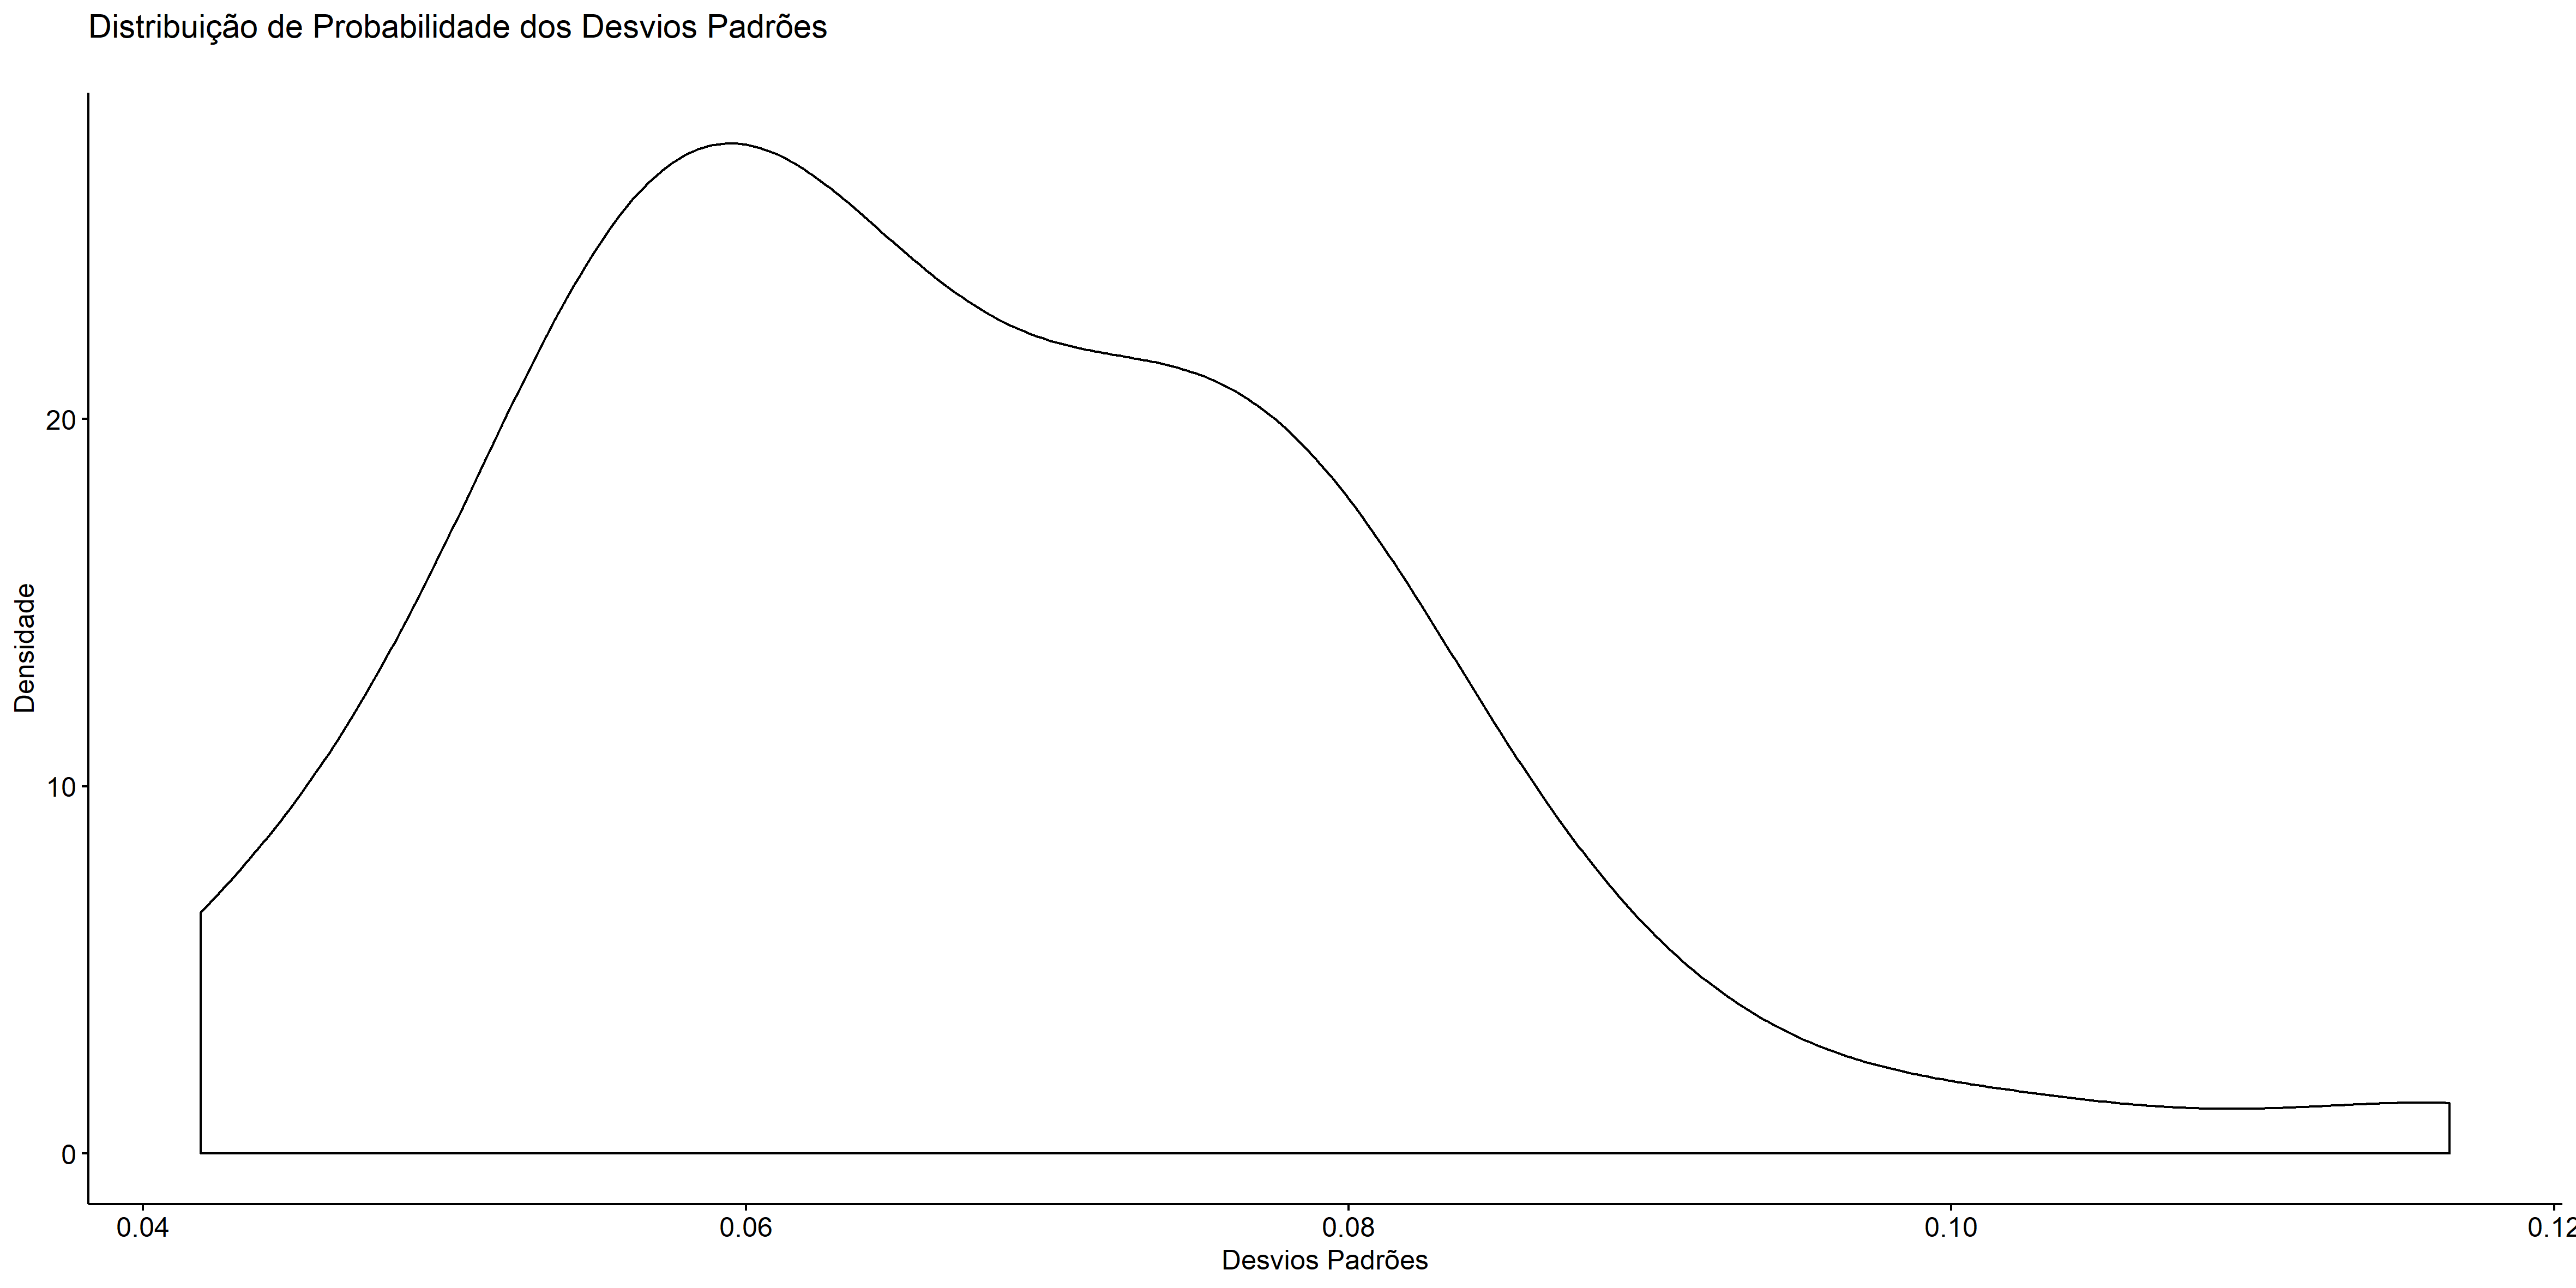 Distribuição de Probabilidade dos Desvios Padrões
20
10
0
Densidade
0.04 0.06 0.08 0.10 0.12
Desvios Padrões